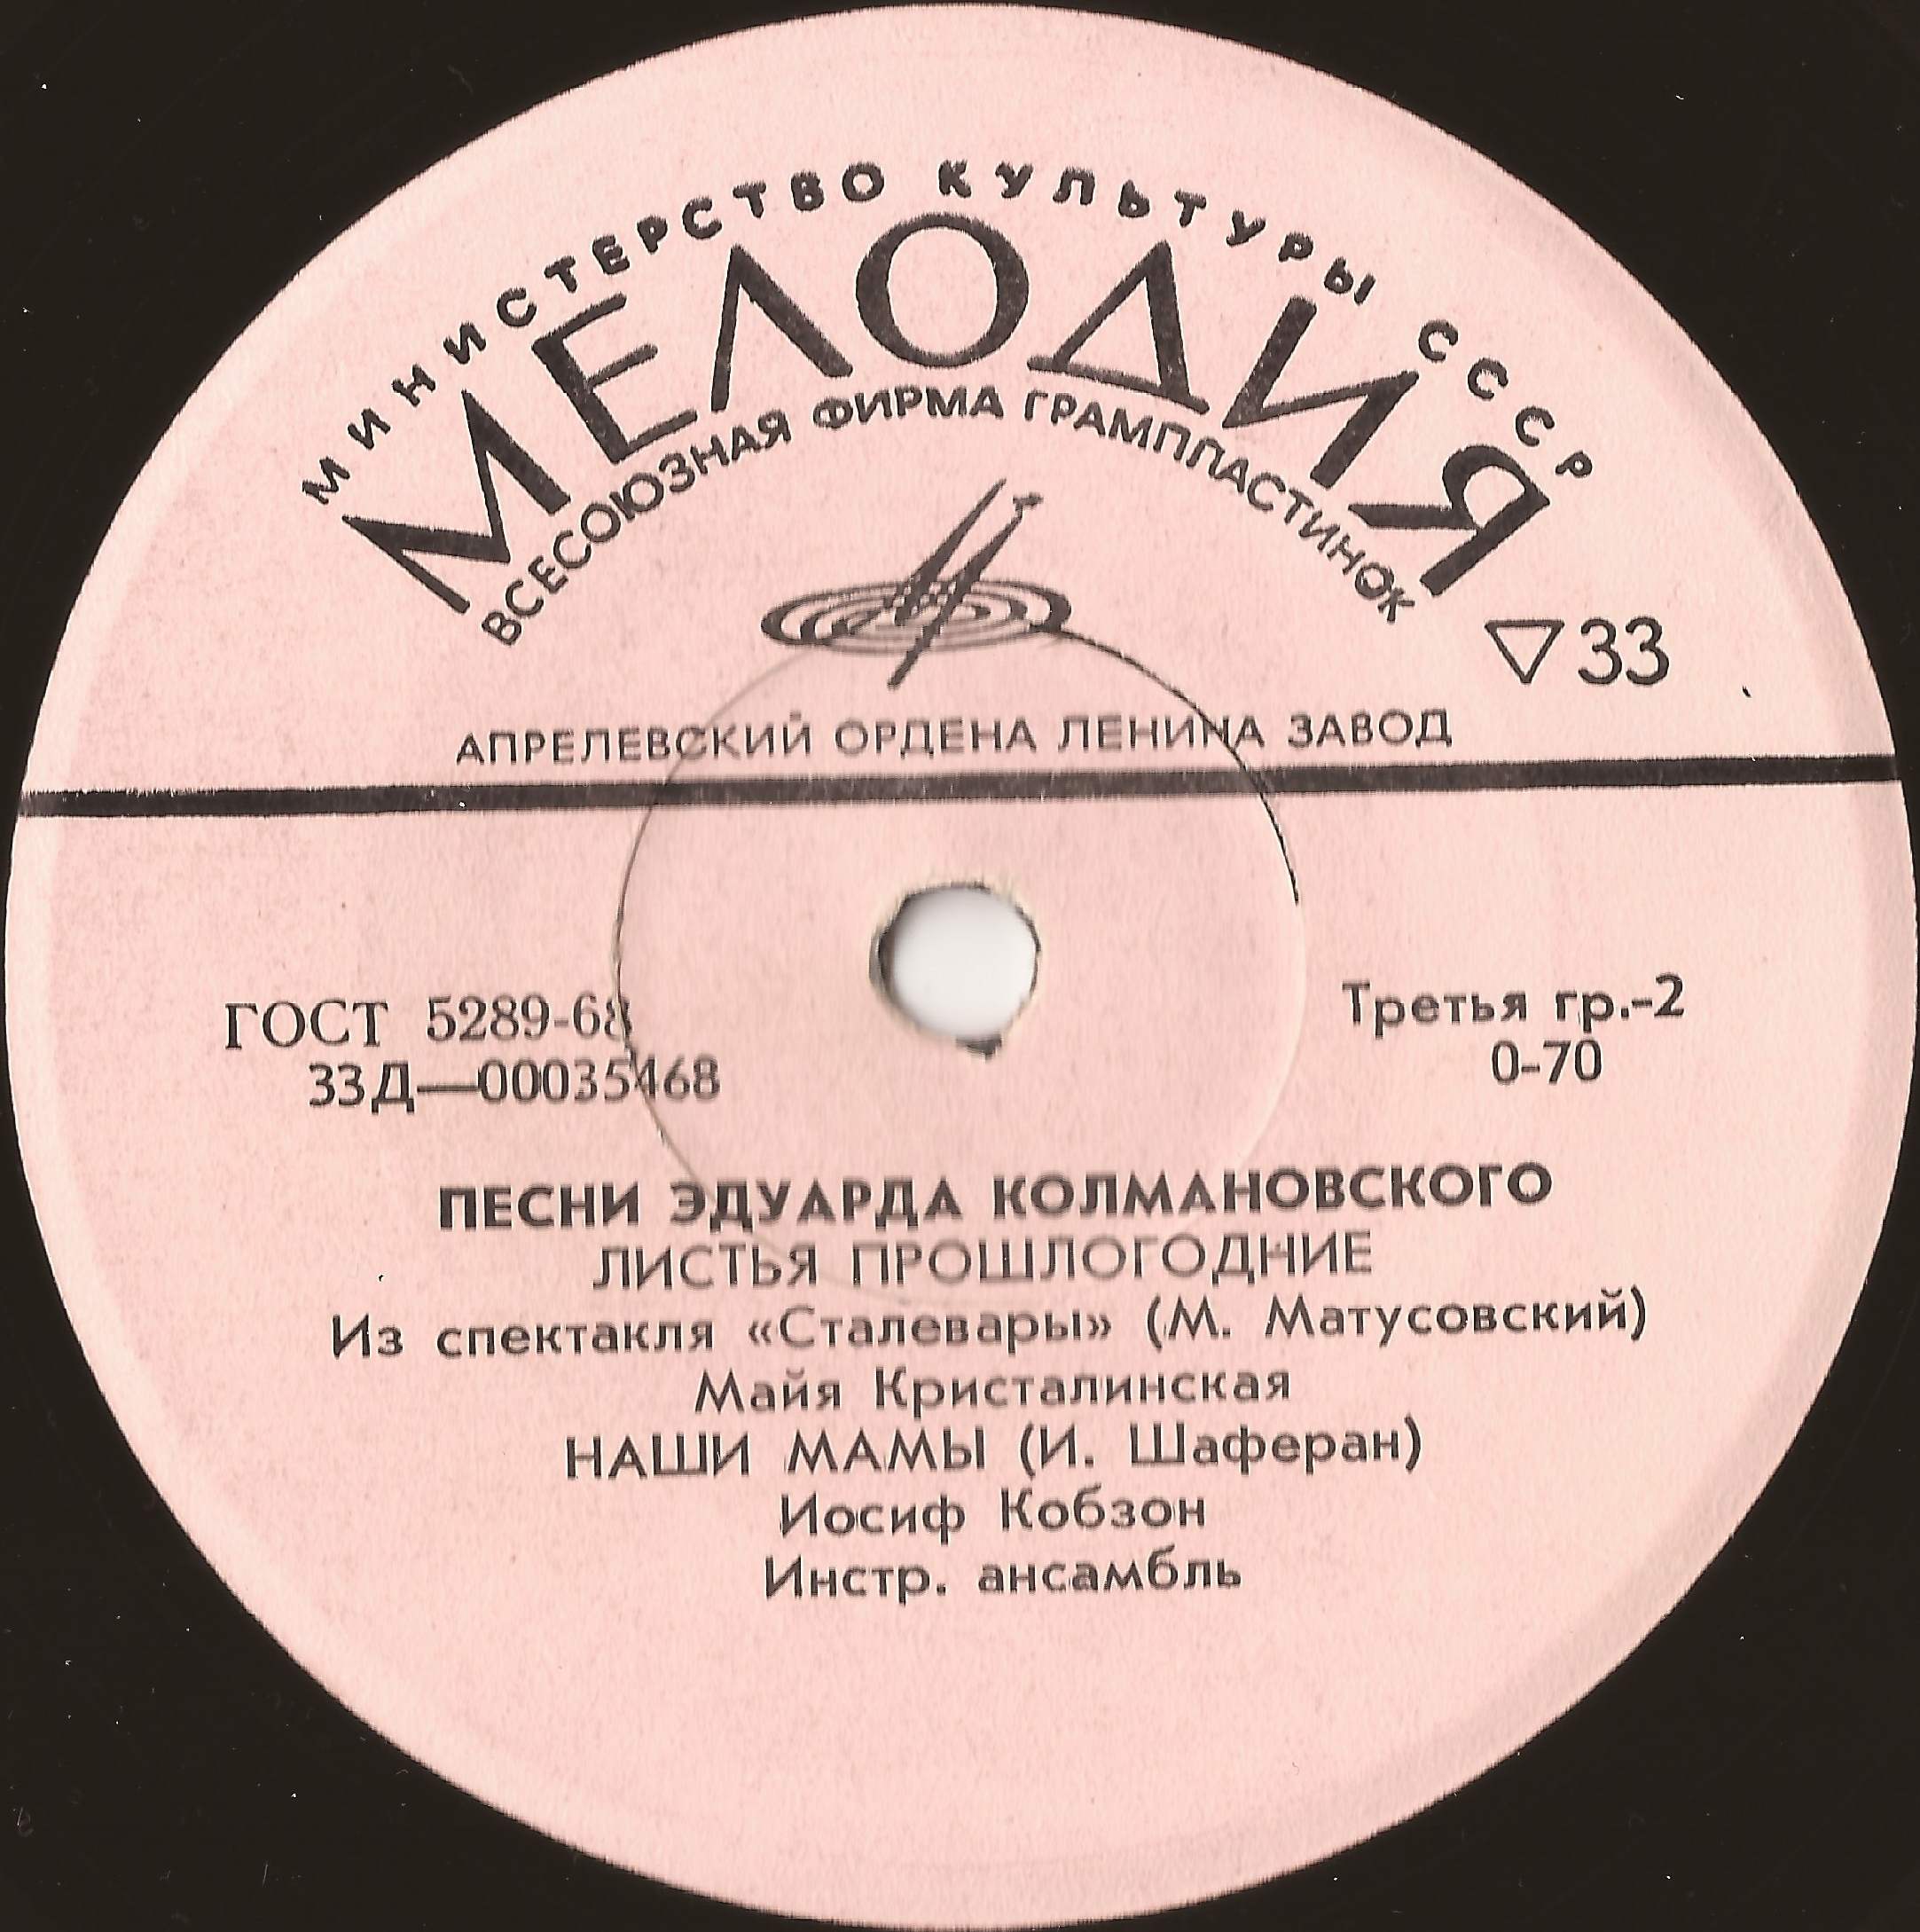 МИНИСТЕРСТВО КУЛЬТУРЫ СССР
МЕЛОДИЯ
ВСЕСОЮЗНАЯ ФИРМА ГРАМПЛАСТИНОК
▽33
АПРЕЛЕВСКИЙ ОРДЕНА ЛЕНИНА ЗАВОД
ГОСТ 5289-68
33Д—00035468
Третья гр.-2
0-70
ПЕСНИ ЭДУАРДА КОЛМАНОВСКОГО
ЛИСТЬЯ ПРОШЛОГОДНИЕ
Из спектакля «Сталевары» (М. Матусовский)
Майя Кристалинская
НАШИ МАМЫ (И. Шаферан)
Иосиф Кобзон
Инстр. ансамбль